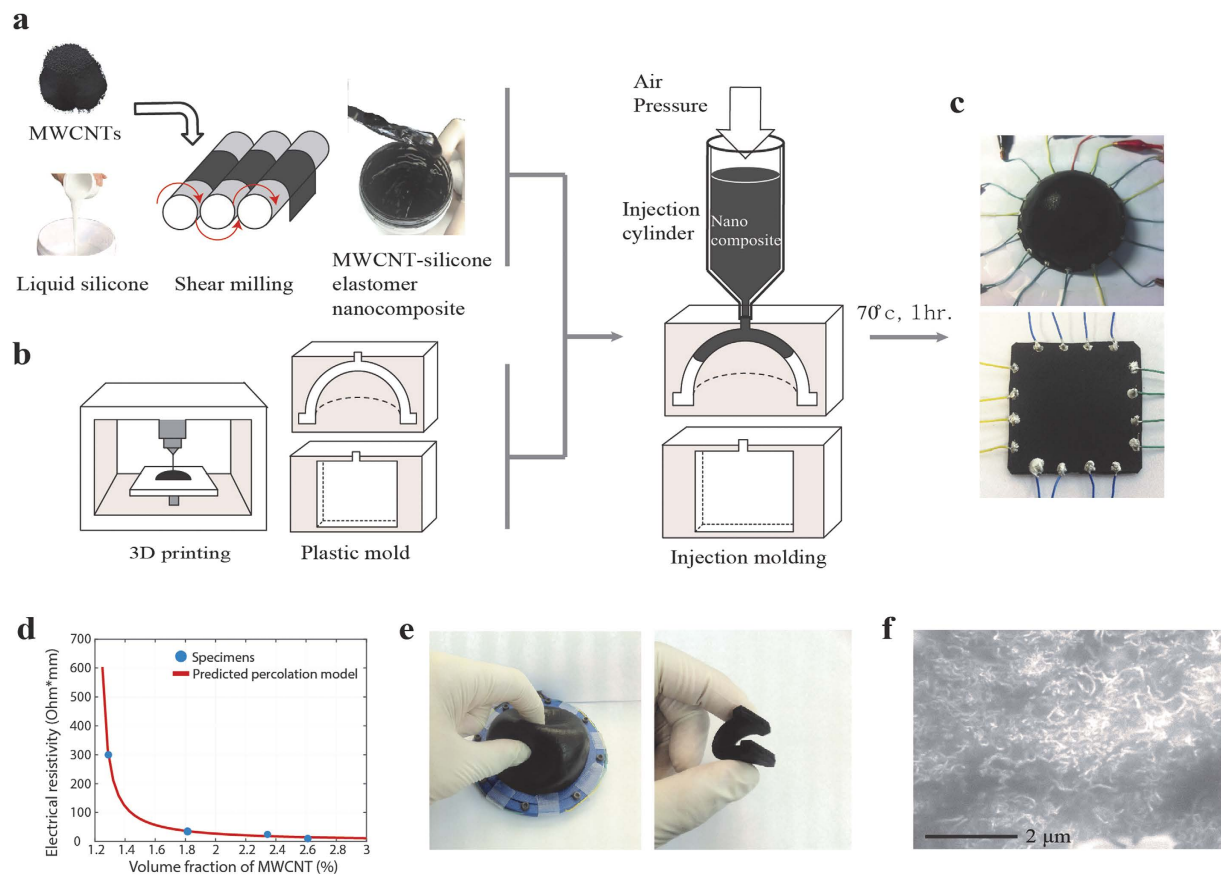 a
MWCNTs
Liquid silicone
Shear milling
MWCNT-silicone
elastomer
nanocomposite
b
3D printing
Plastic mold
Air
Pressure
Injection
cylinder
Nano
composite
Injection molding
70°c, 1hr.
c
d
Electrical resistivity (Ohm*mm)
700
600
500
400
300
200
100
0
1.2 1.4 1.6 1.8 2 2.2 2.4 2.6 2.8 3
Volume fraction of MWCNT (%)
Specimens
Predicted percolation model
e
f
2 μm